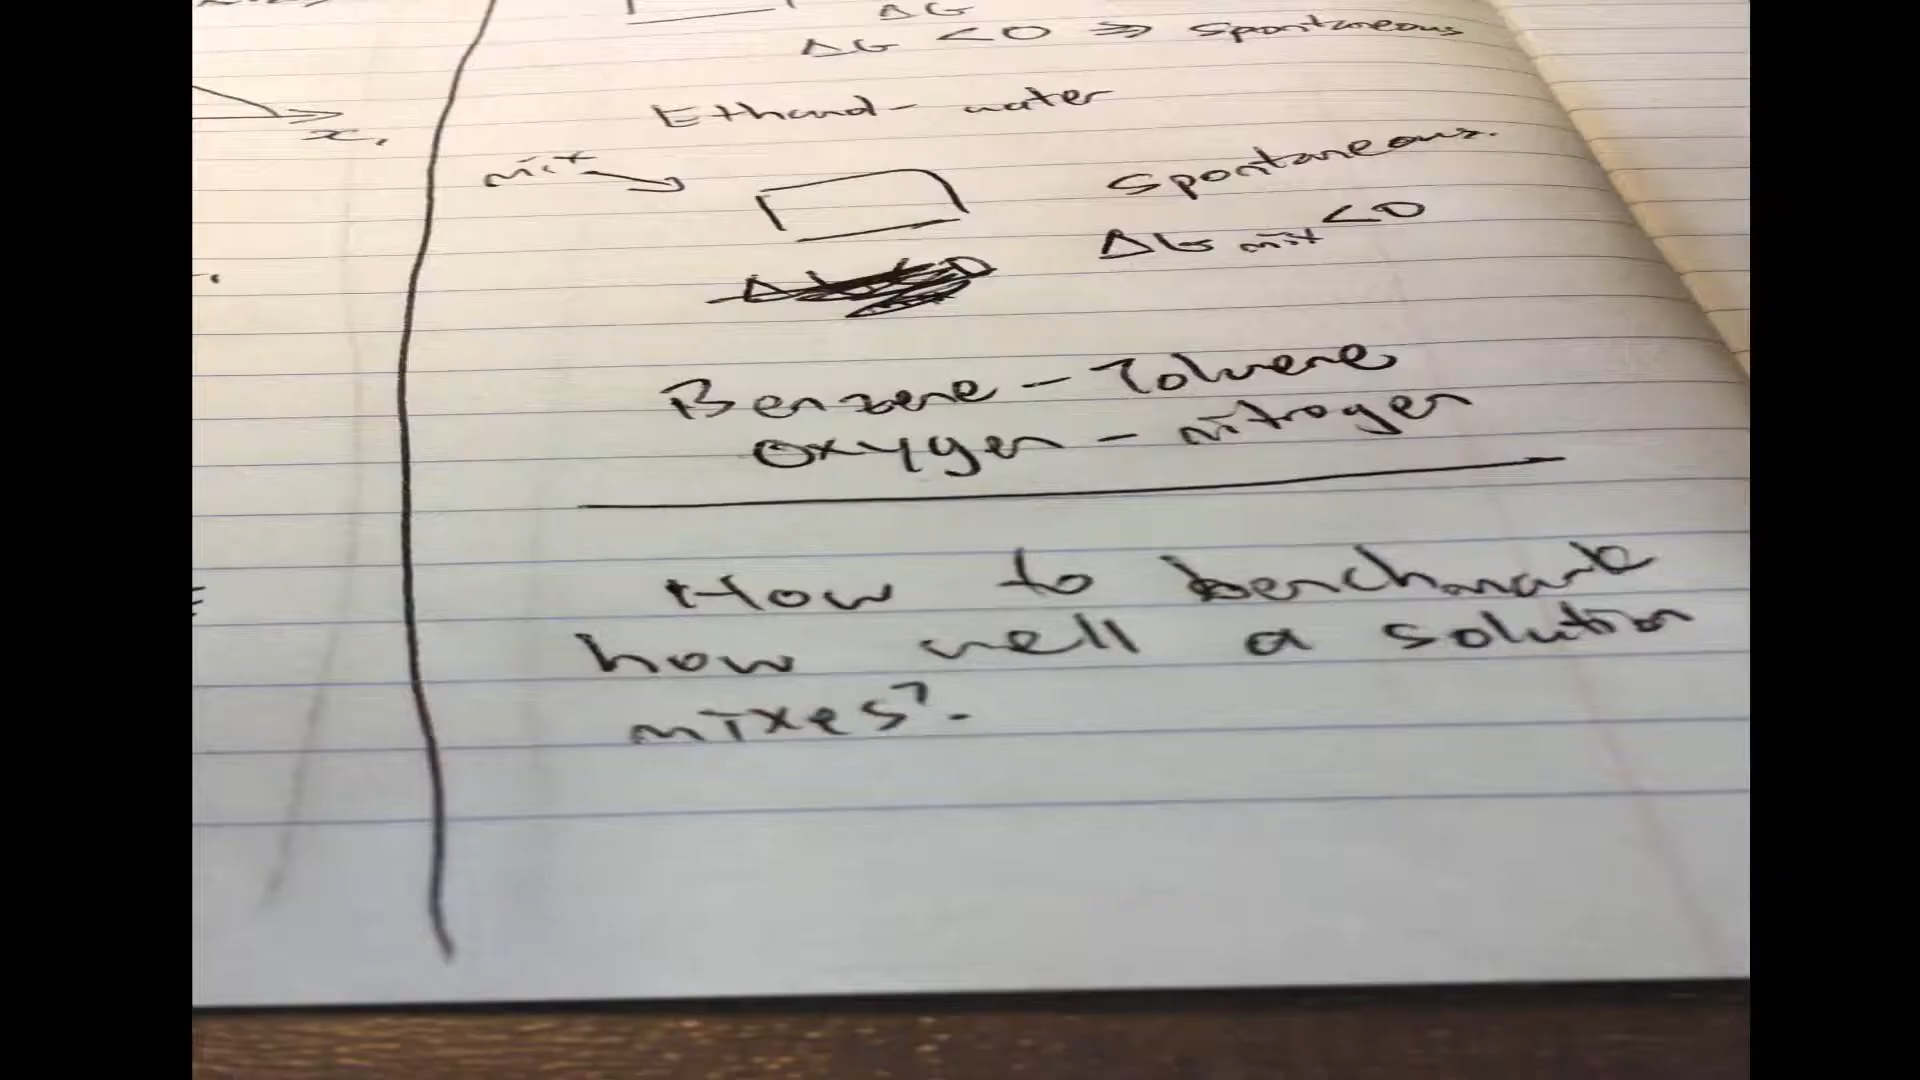 x,
ΔG
ΔG <0 => spontaneous
Ethanol - water
mix
spontaneous.
ΔG mix <0
Benzene - Toluene
oxygen - nitrogen
How to benchmark
how well a solution
mixes?